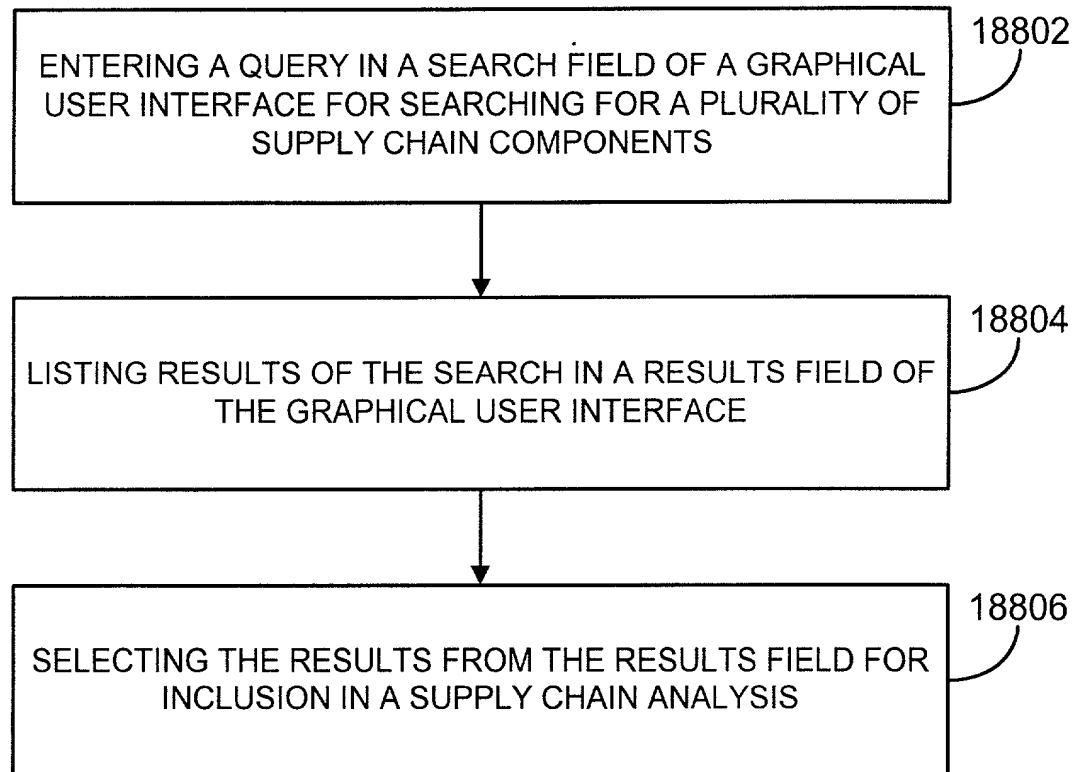 18802
ENTERING A QUERY IN A SEARCH FIELD OF A GRAPHICAL
USER INTERFACE FOR SEARCHING FOR A PLURALITY OF
SUPPLY CHAIN COMPONENTS
18804
LISTING RESULTS OF THE SEARCH IN A RESULTS FIELD OF
THE GRAPHICAL USER INTERFACE
18806
SELECTING THE RESULTS FROM THE RESULTS FIELD FOR
INCLUSION IN A SUPPLY CHAIN ANALYSIS